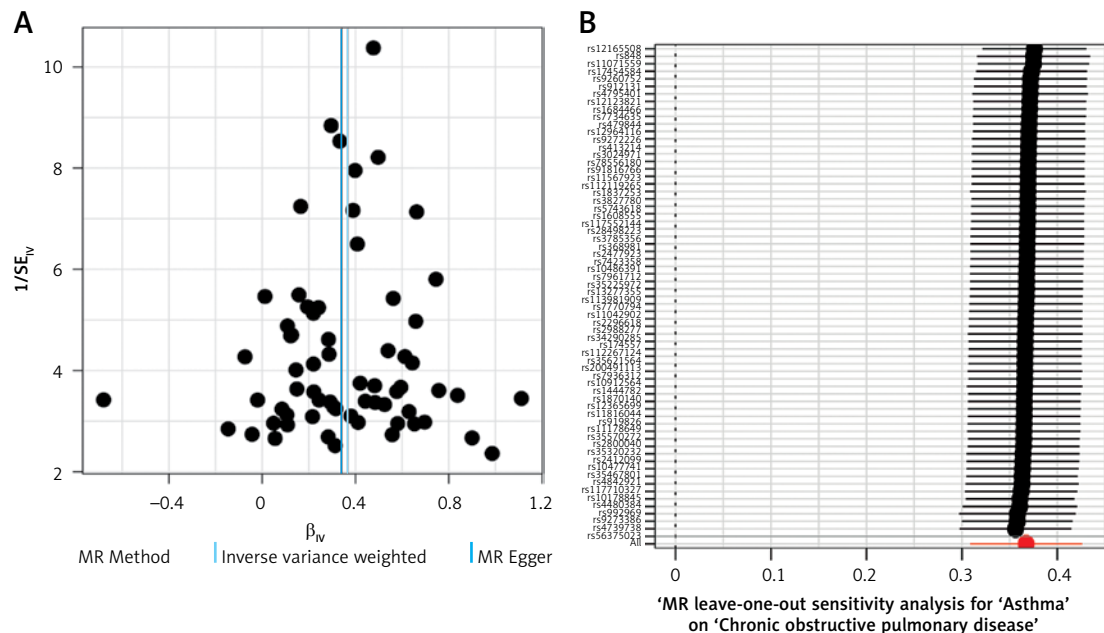 A
1/SE_IV
10
8
6
4
2
−0.4
0
0.4
0.8
1.2
β_IV
MR Method
Inverse variance weighted
MR Egger
B
rs12165508
rs848
rs11071559
rs17454584
rs9260752
rs912131
rs4795401
rs12123821
rs1684466
rs7734635
rs479844
rs12964116
rs9272226
rs413214
rs3024971
rs78556180
rs91816766
rs11567923
rs112119265
rs1837253
rs3827780
rs5743618
rs1608555
rs117552144
rs28498223
rs3785356
rs368981
rs2477923
rs7423358
rs10486391
rs7961712
rs35225972
rs13277355
rs113981909
rs7770794
rs11042902
rs2296618
rs2988277
rs34290285
rs174557
rs112267124
rs35621564
rs200491113
rs7936312
rs10912564
rs1444782
rs1870140
rs12365699
rs11816044
rs919826
rs11178649
rs35570272
rs2800040
rs35320232
rs2412099
rs10477741
rs35467801
rs4842921
rs117710327
rs10178845
rs4480384
rs992969
rs9273386
rs4739738
rs56375023
All
0
0.1
0.2
0.3
0.4
'MR leave-one-out sensitivity analysis for 'Asthma'
on 'Chronic obstructive pulmonary disease'